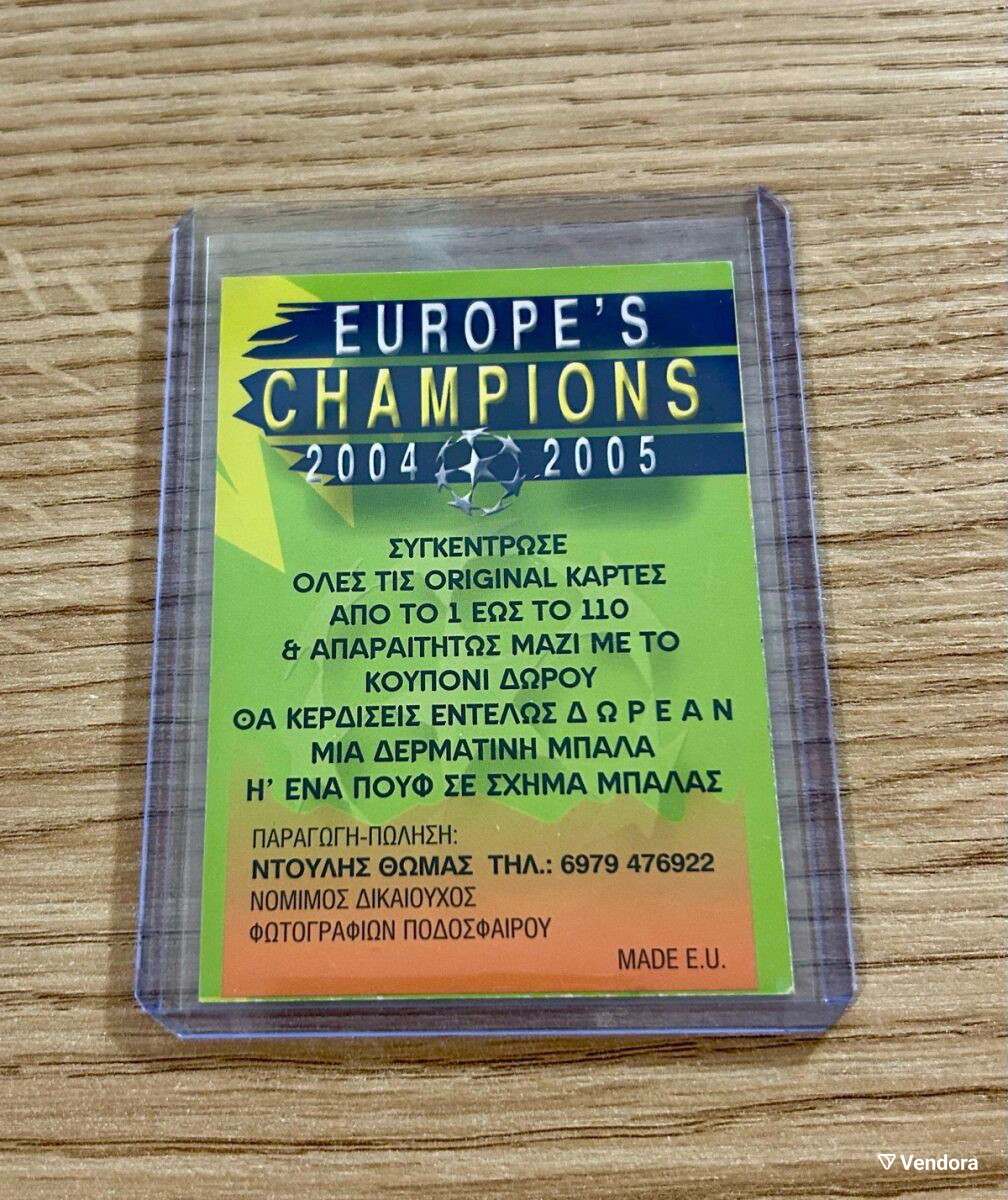 EUROPE'S
CHAMPIONS
2004 2005
ΣΥΓΚΕΝΤΡΩΣΕ
ΟΛΕΣ ΤΙΣ ORIGINAL ΚΑΡΤΕΣ
ΑΠΟ ΤΟ 1 ΕΩΣ ΤΟ 110
& ΑΠΑΡΑΙΤΗΤΩΣ ΜΑΖΙ ΜΕ ΤΟ
ΚΟΥΠΟΝΙ ΔΩΡΟΥ
ΘΑ ΚΕΡΔΙΣΕΙΣ ΕΝΤΕΛΩΣ Δ Ω Ρ Ε Α Ν
ΜΙΑ ΔΕΡΜΑΤΙΝΗ ΜΠΑΛΑ
Η' ΕΝΑ ΠΟΥΦ ΣΕ ΣΧΗΜΑ ΜΠΑΛΑΣ
ΠΑΡΑΓΩΓΗ-ΠΩΛΗΣΗ:
ΝΤΟΥΛΗΣ ΘΩΜΑΣ ΤΗΛ.: 6979 476922
ΝΟΜΙΜΟΣ ΔΙΚΑΙΟΥΧΟΣ
ΦΩΤΟΓΡΑΦΙΩΝ ΠΟΔΟΣΦΑΙΡΟΥ
MADE E.U.
Vendora